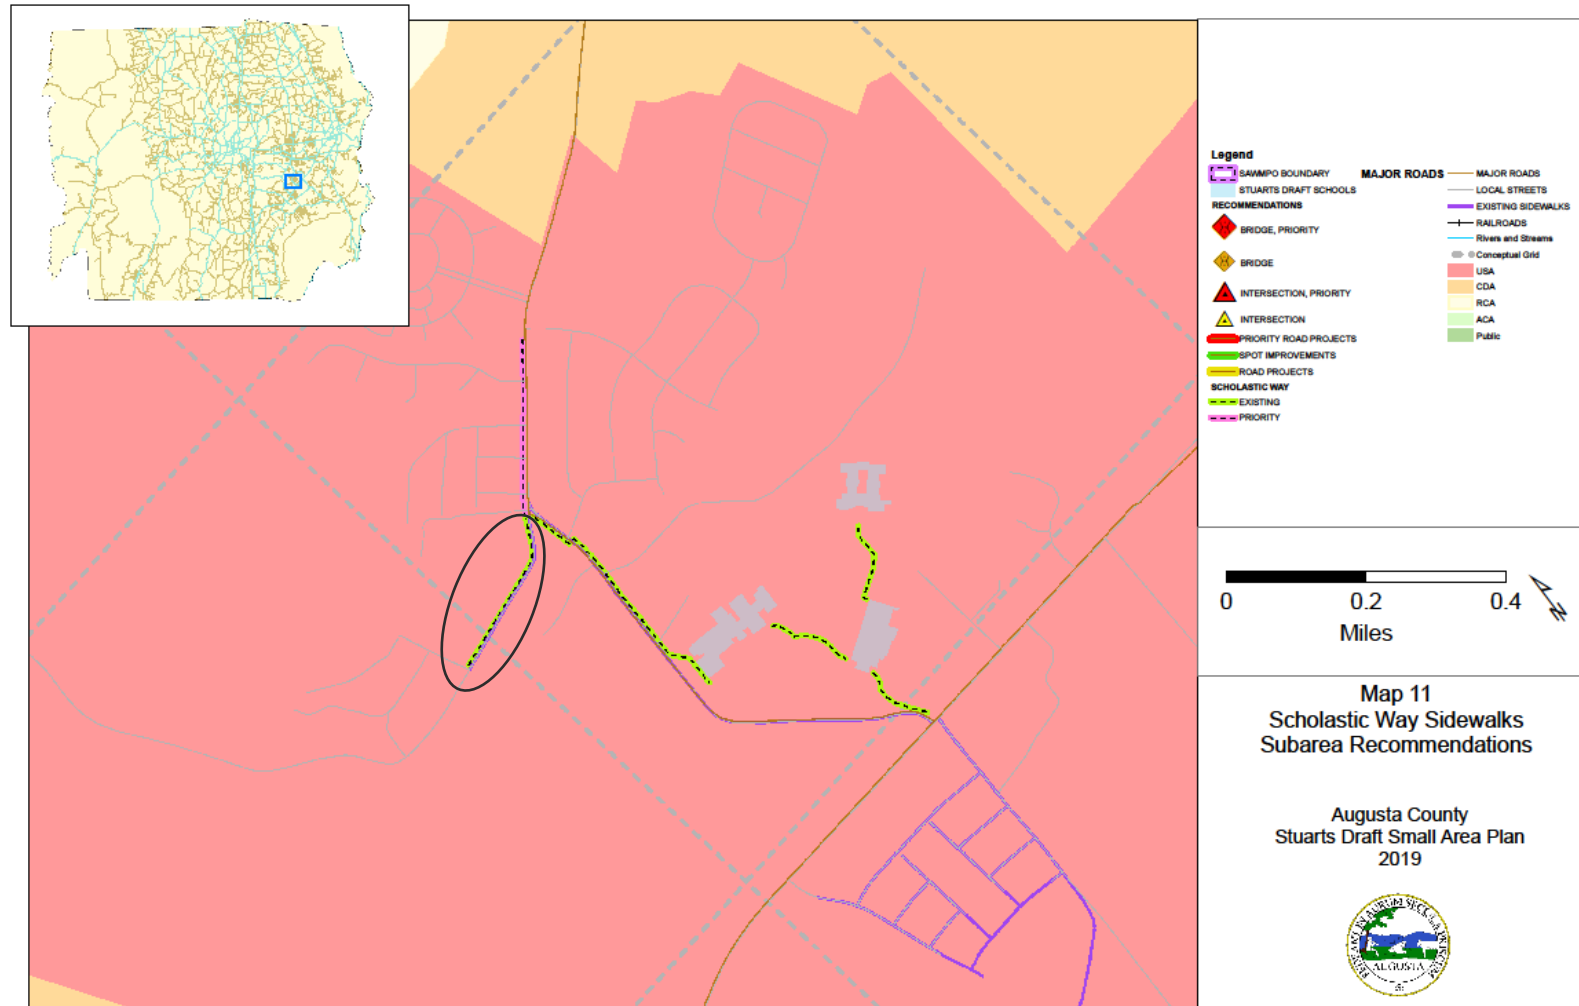 Legend
SAWMPO BOUNDARY
STUARTS DRAFT SCHOOLS
RECOMMENDATIONS
BRIDGE, PRIORITY
BRIDGE
INTERSECTION, PRIORITY
INTERSECTION
PRIORITY ROAD PROJECTS
SPOT IMPROVEMENTS
ROAD PROJECTS
SCHOLASTIC WAY
EXISTING
PRIORITY
MAJOR ROADS
MAJOR ROADS
LOCAL STREETS
EXISTING SIDEWALKS
RAILROADS
Rivers and Streams
Conceptual Grid
USA
CDA
RCA
ACA
Public
0 0.2 0.4
Miles
N
Map 11
Scholastic Way Sidewalks
Subarea Recommendations
Augusta County
Stuarts Draft Small Area Plan
2019
AUGUSTA